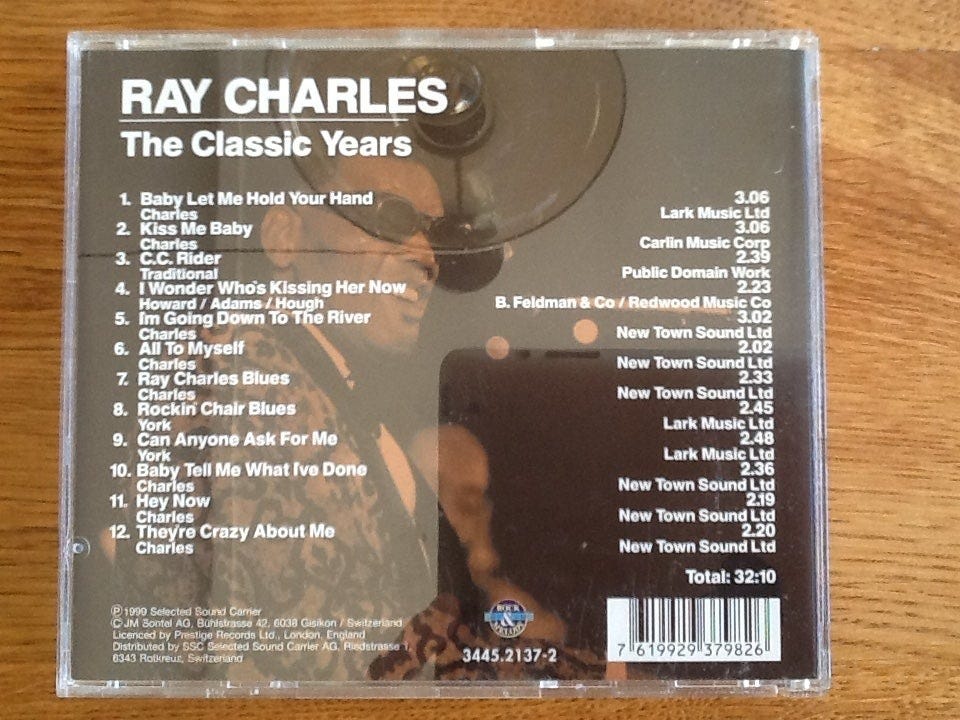 RAY CHARLES
The Classic Years
1. Baby Let Me Hold Your Hand 3.06
Charles Lark Music Ltd
2. Kiss Me Baby 3.06
Charles Carlin Music Corp
3. C.C. Rider 2.39
Traditional Public Domain Work
4. I Wonder Who's Kissing Her Now 2.23
Howard / Adams / Hough B. Feldman & Co / Redwood Music Co
5. I'm Going Down To The River 3.02
Charles New Town Sound Ltd
6. All To Myself 2.02
Charles New Town Sound Ltd
7. Ray Charles Blues 2.33
Charles New Town Sound Ltd
8. Rockin' Chair Blues 2.45
York Lark Music Ltd
9. Can Anyone Ask For Me 2.48
York Lark Music Ltd
10. Baby Tell Me What I've Done 2.36
Charles New Town Sound Ltd
11. Hey Now 2.19
Charles New Town Sound Ltd
12. They're Crazy About Me 2.20
Charles New Town Sound Ltd
Total: 32:10
Ⓟ 1999 Selected Sound Carrier
© JM Sontel AG, Bühlstrasse 42, 6038 Gisikon / Switzerland
Licenced by Prestige Records Ltd., London, England
Distributed by SSC Selected Sound Carrier AG, Riedstrasse 1,
6343 Rotkreuz, Switzerland
ROCK
&
3445.2137-2
7 619929 379826